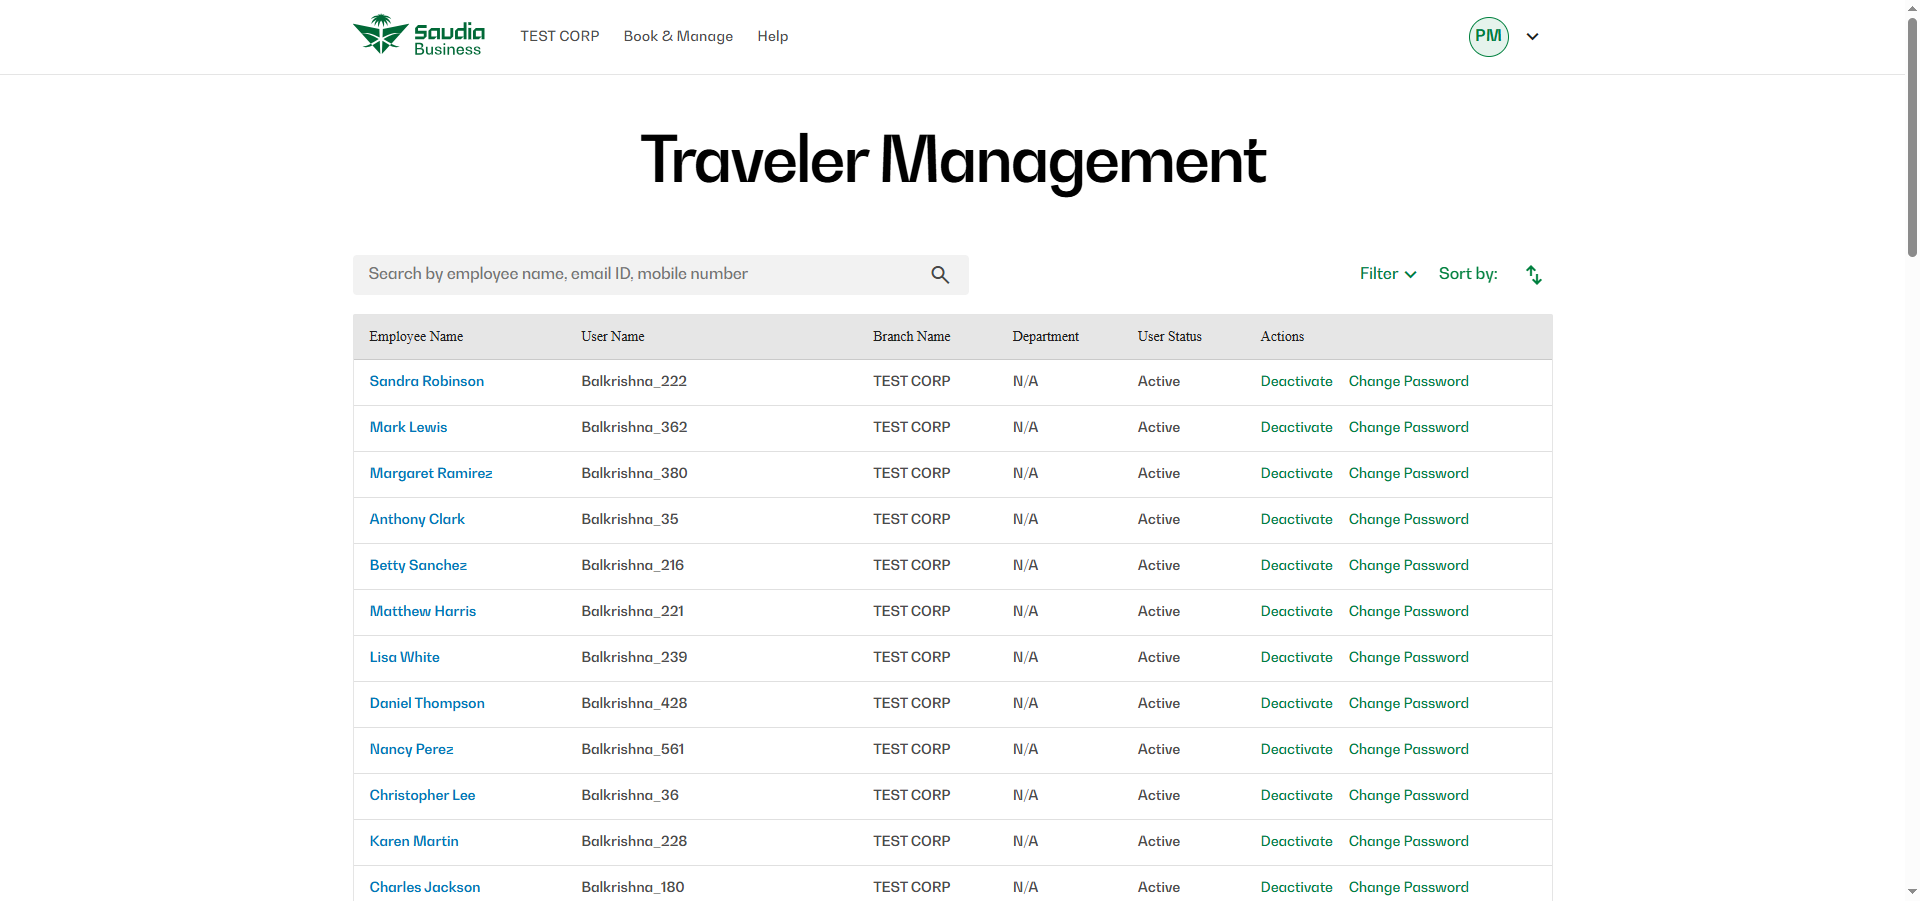 Saudia
Business
TEST CORP Book & Manage Help PM
Traveler Management
Search by employee name, email ID, mobile number Filter Sort by:
Employee Name User Name Branch Name Department User Status Actions
Sandra Robinson Balkrishna_222 TEST CORP N/A Active Deactivate Change Password
Mark Lewis Balkrishna_362 TEST CORP N/A Active Deactivate Change Password
Margaret Ramirez Balkrishna_380 TEST CORP N/A Active Deactivate Change Password
Anthony Clark Balkrishna_35 TEST CORP N/A Active Deactivate Change Password
Betty Sanchez Balkrishna_216 TEST CORP N/A Active Deactivate Change Password
Matthew Harris Balkrishna_221 TEST CORP N/A Active Deactivate Change Password
Lisa White Balkrishna_239 TEST CORP N/A Active Deactivate Change Password
Daniel Thompson Balkrishna_428 TEST CORP N/A Active Deactivate Change Password
Nancy Perez Balkrishna_561 TEST CORP N/A Active Deactivate Change Password
Christopher Lee Balkrishna_36 TEST CORP N/A Active Deactivate Change Password
Karen Martin Balkrishna_228 TEST CORP N/A Active Deactivate Change Password
Charles Jackson Balkrishna_180 TEST CORP N/A Active Deactivate Change Password